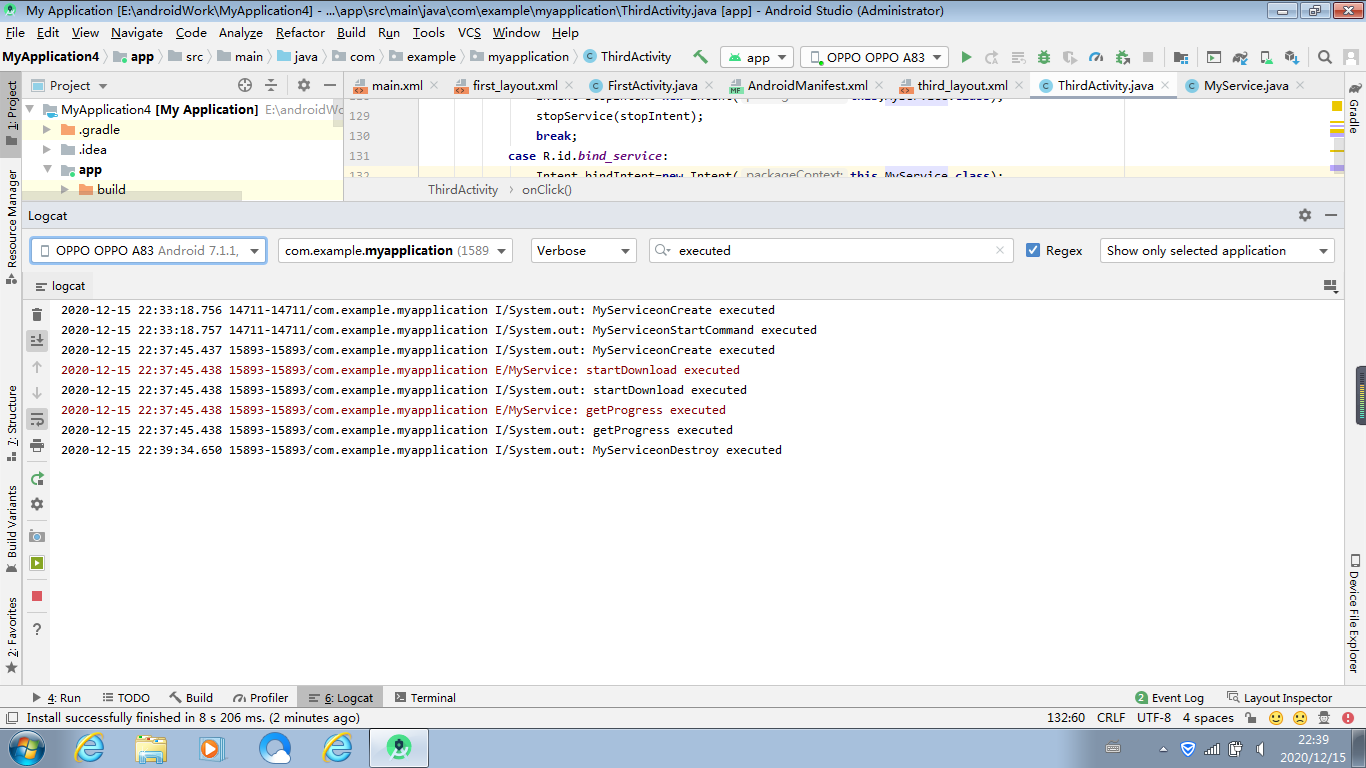 My Application [E:\androidWork\MyApplication4] - ...\app\src\main\java\com\example\myapplication\ThirdActivity.java [app] - Android Studio (Administrator)
File Edit View Navigate Code Analyze Refactor Build Run Tools VCS Window Help
MyApplication4 app src main java com example myapplication ThirdActivity app OPPO OPPO A83
Project main.xml first_layout.xml FirstActivity.java AndroidManifest.xml third_layout.xml ThirdActivity.java MyService.java
MyApplication4 [My Application] E:\androidWo
.gradle
.idea
app
build
129 stopService(stopIntent);
130 break;
131 case R.id.bind_service:
132 Intent bindIntent=new Intent( packageContext: this,MyService.class);
ThirdActivity > onClick()
Logcat
OPPO OPPO A83 Android 7.1.1, com.example.myapplication (1589 Verbose executed Regex Show only selected application
logcat
2020-12-15 22:33:18.756 14711-14711/com.example.myapplication I/System.out: MyServiceonCreate executed
2020-12-15 22:33:18.757 14711-14711/com.example.myapplication I/System.out: MyServiceonStartCommand executed
2020-12-15 22:37:45.437 15893-15893/com.example.myapplication I/System.out: MyServiceonCreate executed
2020-12-15 22:37:45.438 15893-15893/com.example.myapplication E/MyService: startDownload executed
2020-12-15 22:37:45.438 15893-15893/com.example.myapplication I/System.out: startDownload executed
2020-12-15 22:37:45.438 15893-15893/com.example.myapplication E/MyService: getProgress executed
2020-12-15 22:37:45.438 15893-15893/com.example.myapplication I/System.out: getProgress executed
2020-12-15 22:39:34.650 15893-15893/com.example.myapplication I/System.out: MyServiceonDestroy executed
1: Project
Resource Manager
7: Structure
Build Variants
2: Favorites
Gradle
Device File Explorer
4: Run TODO Build Profiler 6: Logcat Terminal 2 Event Log Layout Inspector
Install successfully finished in 8 s 206 ms. (2 minutes ago) 132:60 CRLF UTF-8 4 spaces
22:39
2020/12/15